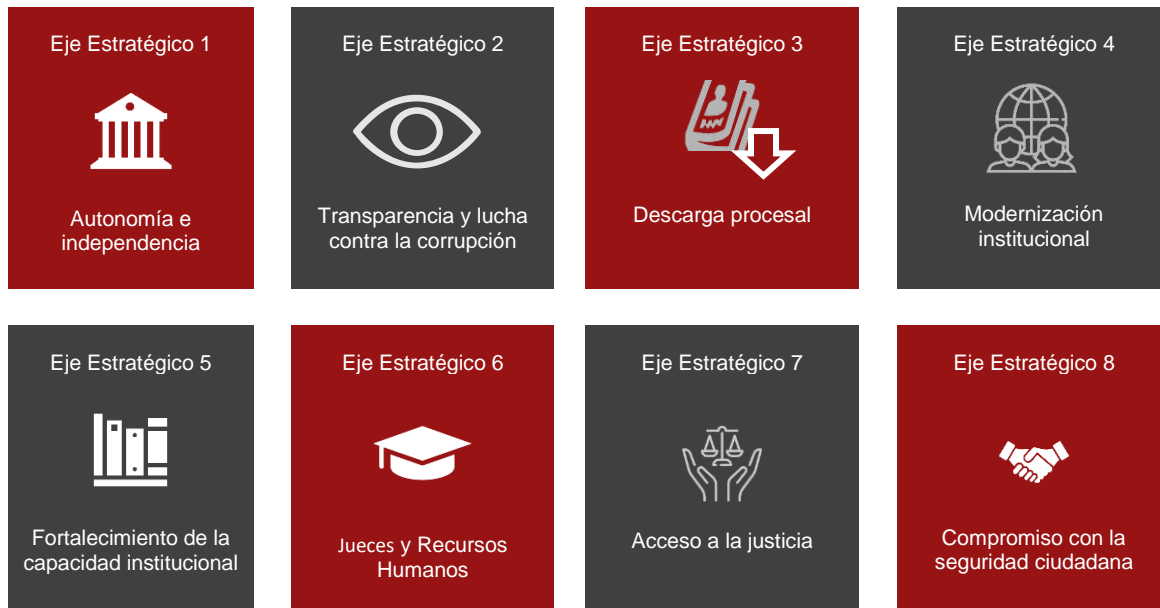 Eje Estratégico 1
Autonomía e
independencia
Eje Estratégico 2
Transparencia y lucha
contra la corrupción
Eje Estratégico 3
Descarga procesal
Eje Estratégico 4
Modernización
institucional
Eje Estratégico 5
Fortalecimiento de la
capacidad institucional
Eje Estratégico 6
Jueces y Recursos
Humanos
Eje Estratégico 7
Acceso a la justicia
Eje Estratégico 8
Compromiso con la
seguridad ciudadana